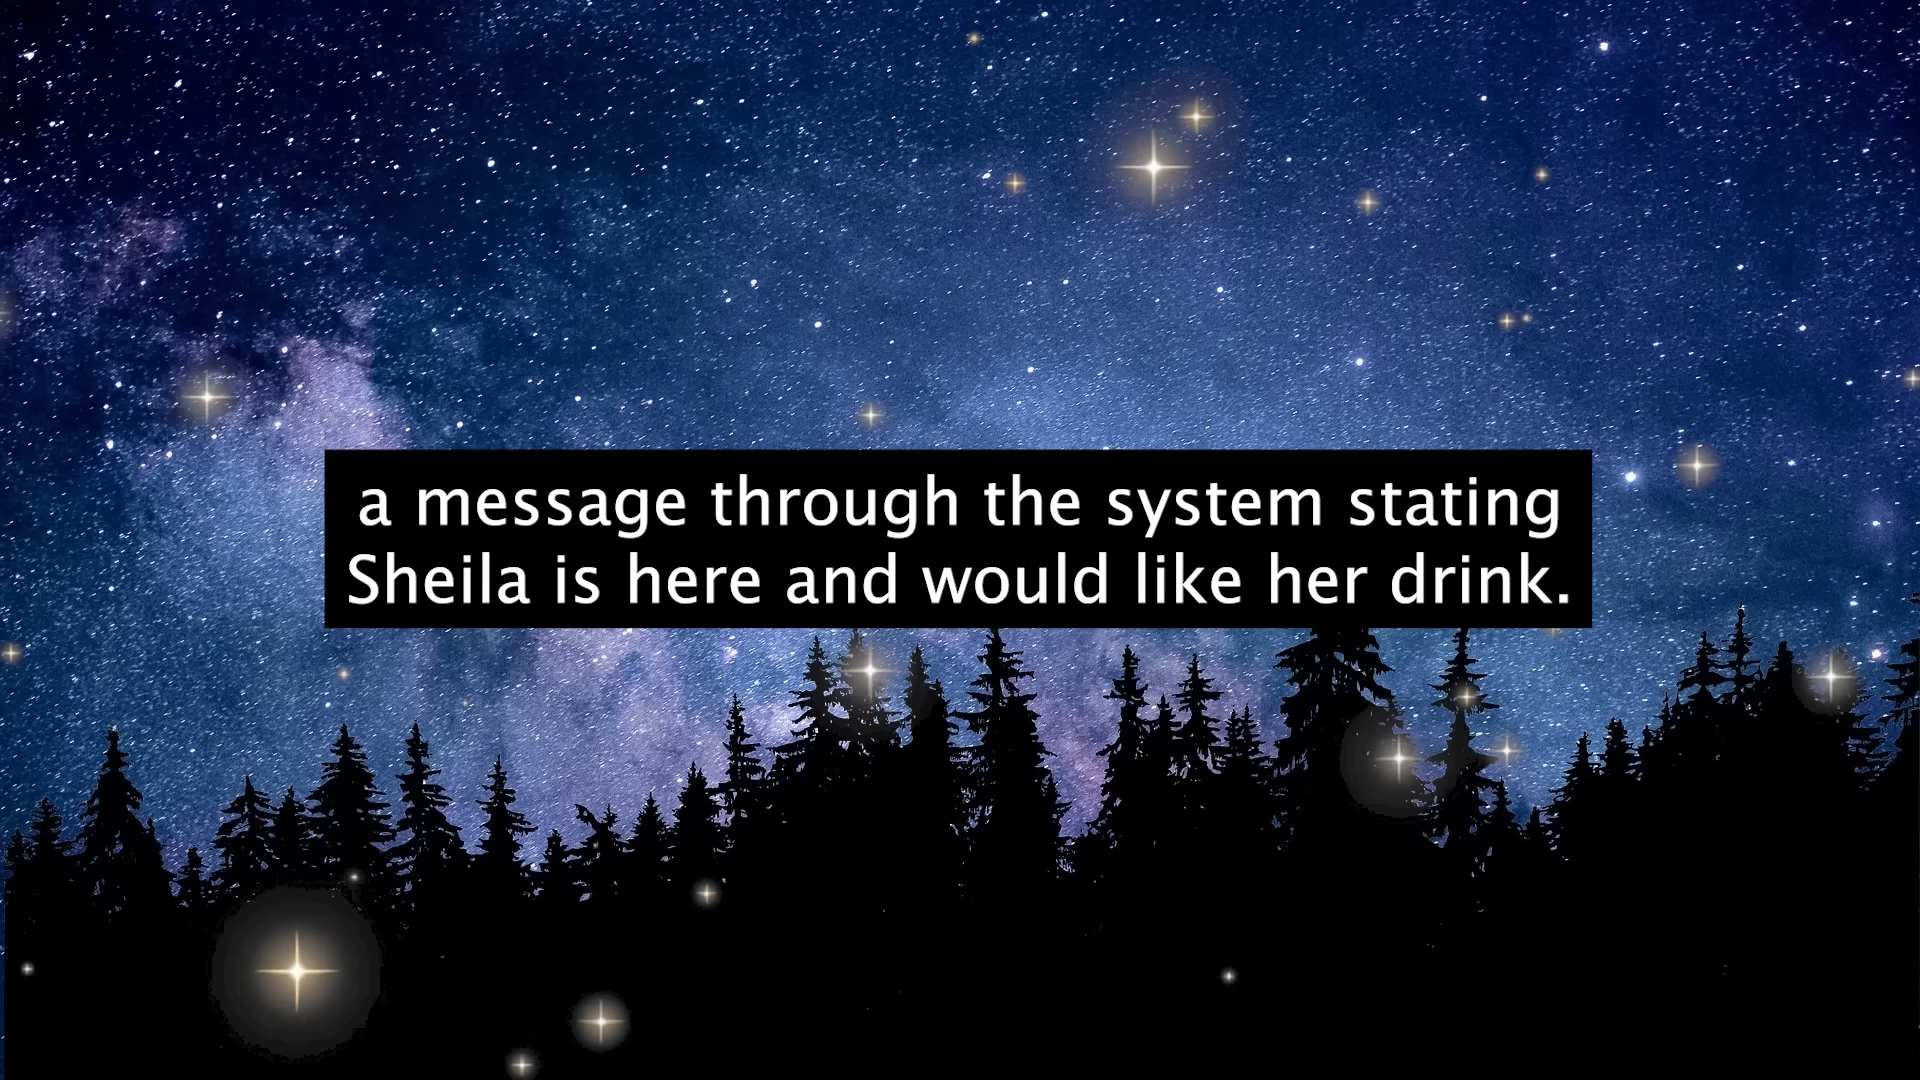 a message through the system stating
Sheila is here and would like her drink.